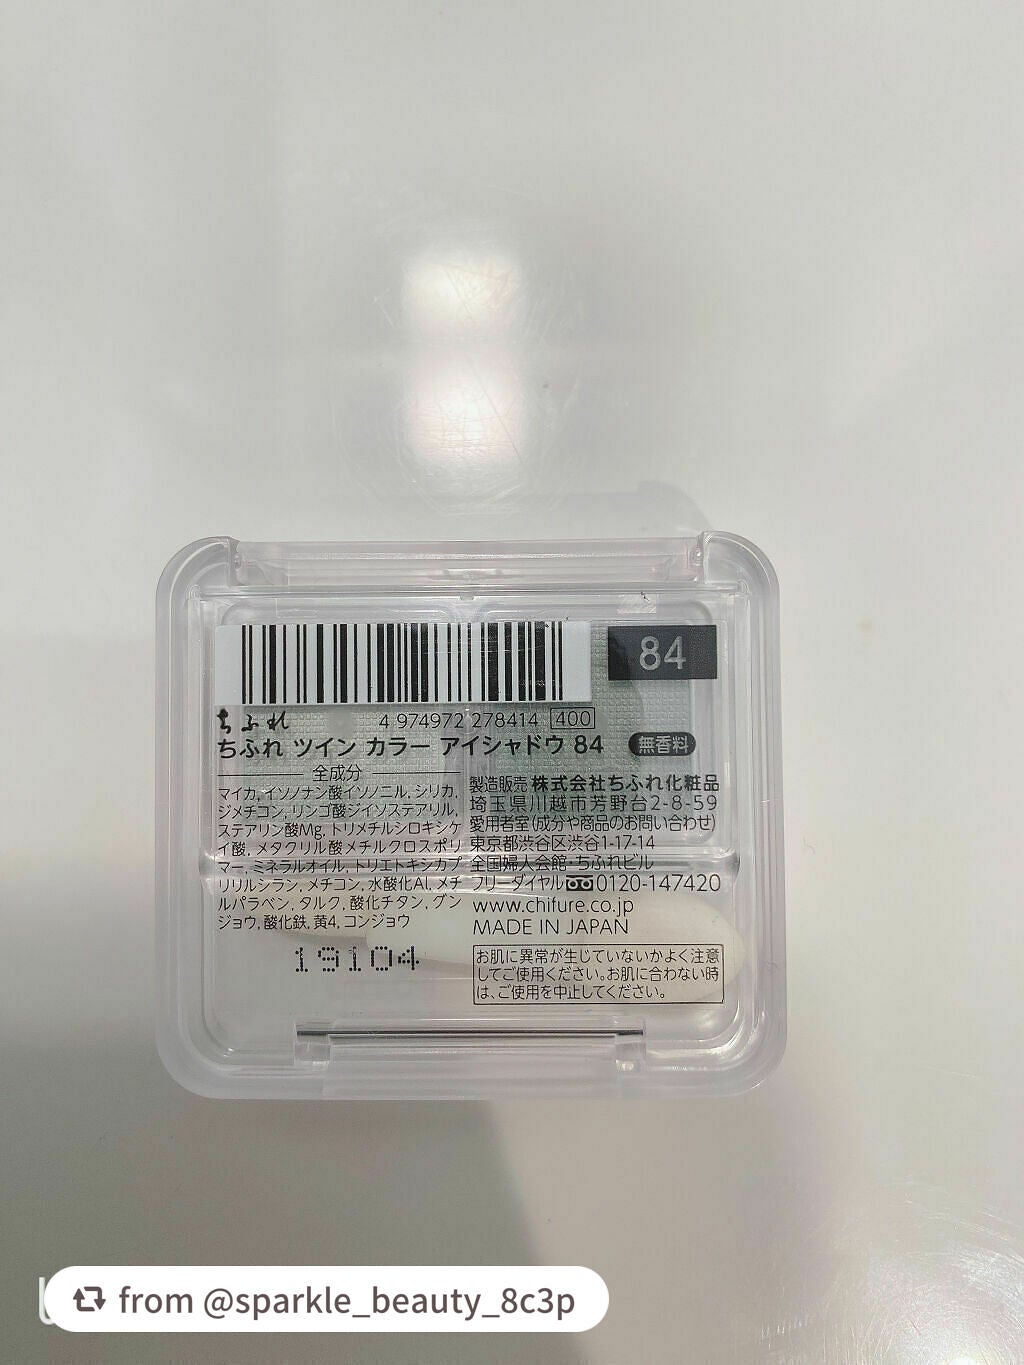 84
ちふれ
4 974972 278414 400
ちふれ ツイン カラー アイシャドウ 84 無香料
全成分
マイカ, イソノナン酸イソノニル, シリカ,
ジメチコン, リンゴ酸ジイソステアリル,
ステアリン酸Mg, トリメチルシロキシケ
イ酸, メタクリル酸メチルクロスポリ
マー, ミネラルオイル, トリエトキシカプ
リリルシラン, メチコン, 水酸化Al, メチ
ルパラベン, タルク, 酸化チタン, グン
ジョウ, 酸化鉄, 黄4, コンジョウ
19104
製造販売 株式会社ちふれ化粧品
埼玉県川越市芳野台2-8-59
愛用者室(成分や商品のお問い合わせ)
東京都渋谷区渋谷1-17-14
全国婦人会館・ちふれビル
フリーダイヤル 0120-147420
www.chifure.co.jp
MADE IN JAPAN
お肌に異常が生じていないかよく注意
してご使用ください。お肌に合わない時
は、ご使用を中止してください。
from @sparkle_beauty_8c3p